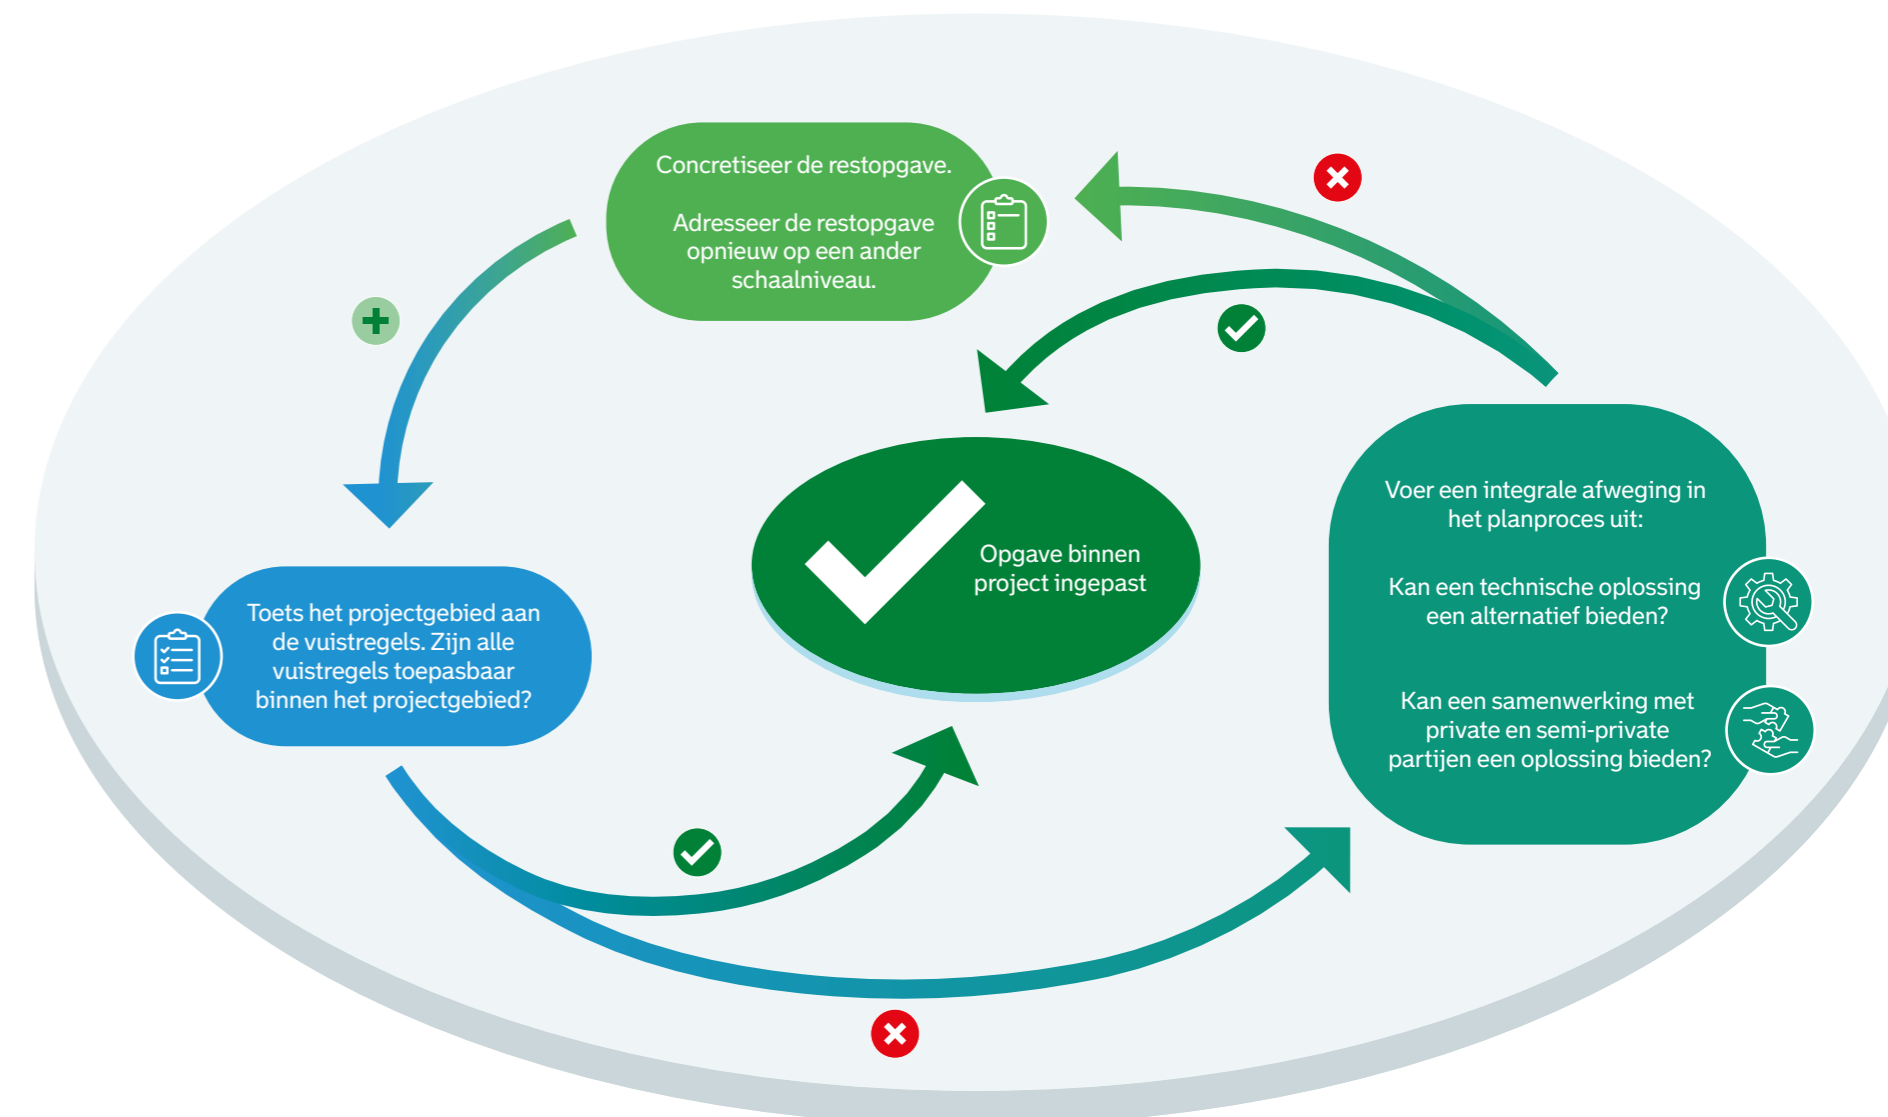 Concretiseer de restopgave.
Adresseer de restopgave
opnieuw op een ander
schaalniveau.
Toets het projectgebied aan
de vuistregels. Zijn alle
vuistregels toepasbaar
binnen het projectgebied?
Opgave binnen
project ingepast
Voer een integrale afweging in
het planproces uit:
Kan een technische oplossing
een alternatief bieden?
Kan een samenwerking met
private en semi-private
partijen een oplossing bieden?